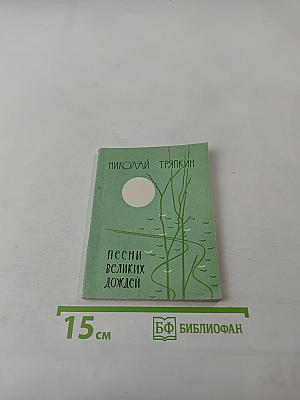 НИКОЛАЙ ТРЯПКИН
ПЕСНИ
ВЕЛИКИХ
ДОЖДЕЙ
15 см
БФ БИБЛИОФАН